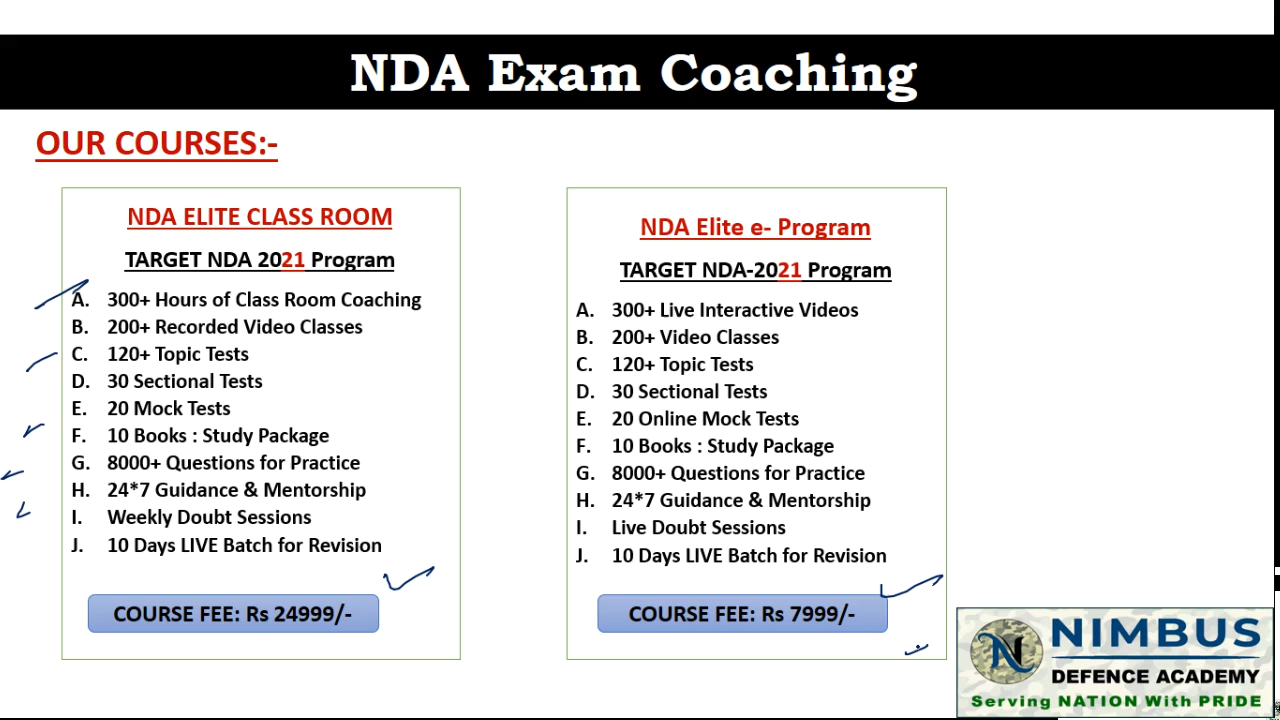 NDA Exam Coaching
OUR COURSES:-
NDA ELITE CLASS ROOM
TARGET NDA 2021 Program
A. 300+ Hours of Class Room Coaching
B. 200+ Recorded Video Classes
C. 120+ Topic Tests
D. 30 Sectional Tests
E. 20 Mock Tests
F. 10 Books : Study Package
G. 8000+ Questions for Practice
H. 24*7 Guidance & Mentorship
I. Weekly Doubt Sessions
J. 10 Days LIVE Batch for Revision
COURSE FEE: Rs 24999/-
NDA Elite e- Program
TARGET NDA-2021 Program
A. 300+ Live Interactive Videos
B. 200+ Video Classes
C. 120+ Topic Tests
D. 30 Sectional Tests
E. 20 Online Mock Tests
F. 10 Books : Study Package
G. 8000+ Questions for Practice
H. 24*7 Guidance & Mentorship
I. Live Doubt Sessions
J. 10 Days LIVE Batch for Revision
COURSE FEE: Rs 7999/-
N
NIMBUS
DEFENCE ACADEMY
Serving NATION With PRIDE